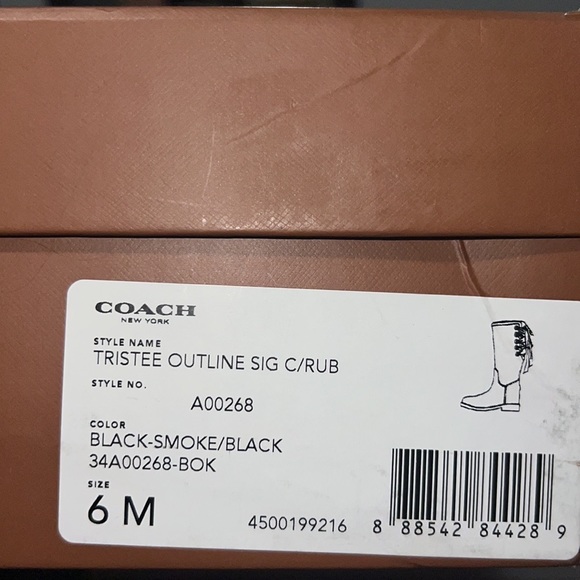 COACH
NEW YORK
STYLE NAME
TRISTEE OUTLINE SIG C/RUB
STYLE NO.
A00268
COLOR
BLACK-SMOKE/BLACK
34A00268-BOK
SIZE
6 M
4500199216
8 88542 84428 9